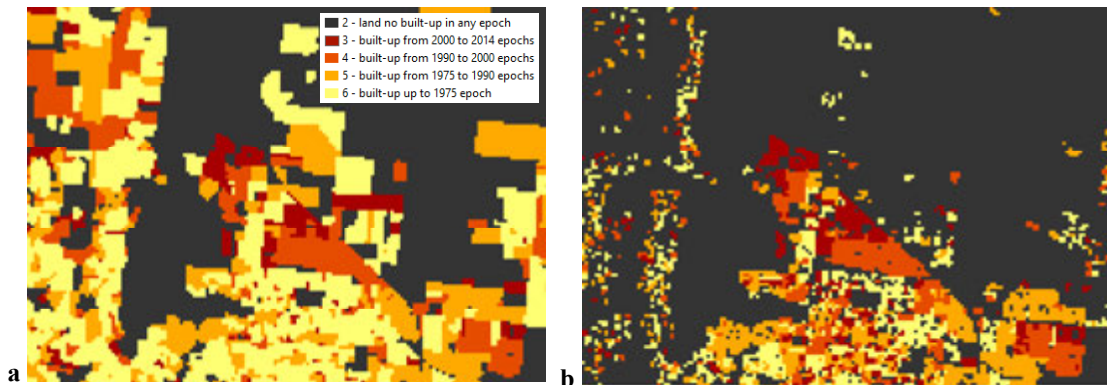 2 - land no built-up in any epoch
3 - built-up from 2000 to 2014 epochs
4 - built-up from 1990 to 2000 epochs
5 - built-up from 1975 to 1990 epochs
6 - built-up up to 1975 epoch
a
b